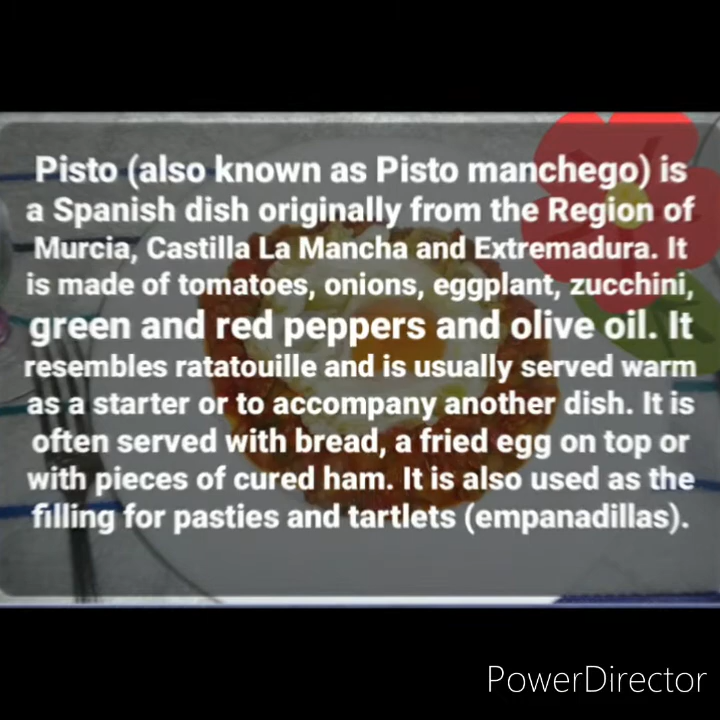 Pisto (also known as Pisto manchego) is
a Spanish dish originally from the Region of
Murcia, Castilla La Mancha and Extremadura. It
is made of tomatoes, onions, eggplant, zucchini,
green and red peppers and olive oil. It
resembles ratatouille and is usually served warm
as a starter or to accompany another dish. It is
often served with bread, a fried egg on top or
with pieces of cured ham. It is also used as the
filling for pasties and tartlets (empanadillas).
PowerDirector